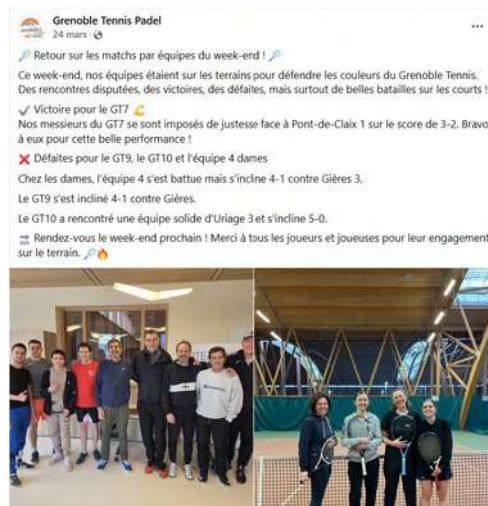 Grenoble Tennis Padel
24 mars
🔎 Retour sur les matchs par équipes du week-end ! 🔎
Ce week-end, nos équipes étaient sur les terrains pour défendre les couleurs du Grenoble Tennis.
Des rencontres disputées, des victoires, des défaites, mais surtout de belles batailles sur les courts !
✔ Victoire pour le GT7 💪
Nos messieurs du GT7 se sont imposés de justesse face à Pont-de-Claix 1 sur le score de 3-2. Bravo
à eux pour cette belle performance !
❌ Défaites pour le GT9, le GT10 et l'équipe 4 dames
Chez les dames, l'équipe 4 s'est battue mais s'incline 4-1 contre Gières 3.
Le GT9 s'est incliné 4-1 contre Gières.
Le GT10 a rencontré une équipe solide d'Uriage 3 et s'incline 5-0.
🔜 Rendez-vous le week-end prochain ! Merci à tous les joueurs et joueuses pour leur engagement
sur le terrain. 🔎🔥